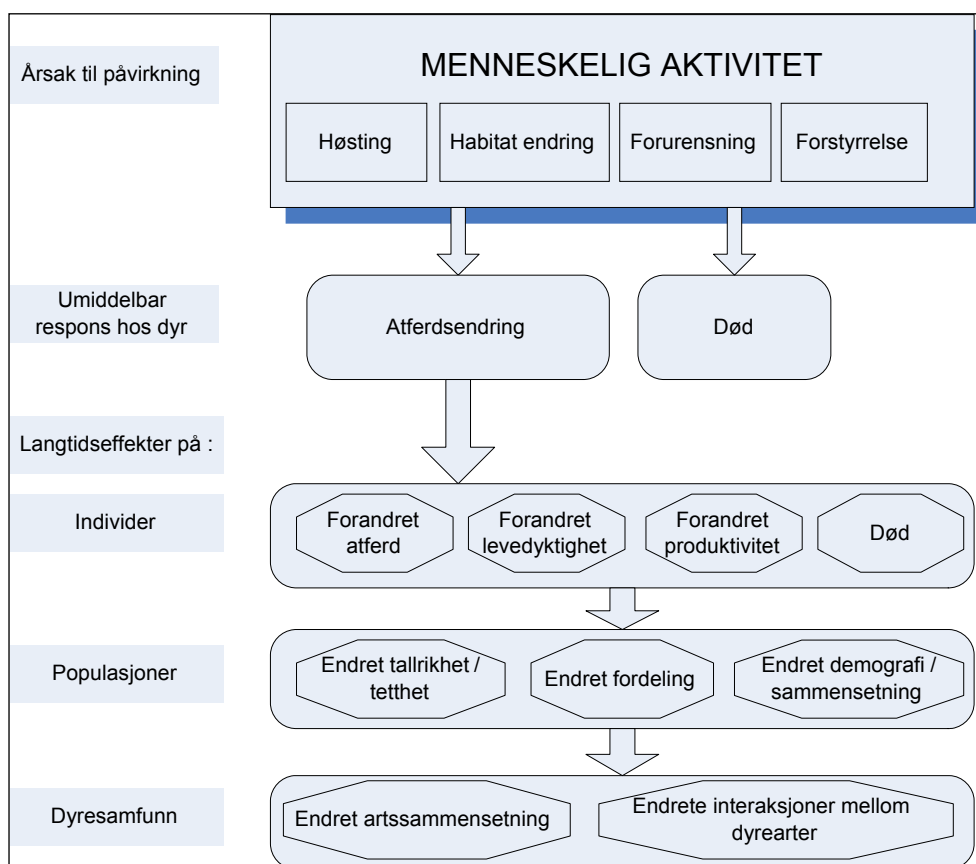 Årsak til påvirkning
MENNESKELIG AKTIVITET
Høsting
Habitat endring
Forurensning
Forstyrrelse
Umiddelbar
respons hos dyr
Atferdsendring
Død
Langtidseffekter på :
Individer
Forandret
atferd
Forandret
levedyktighet
Forandret
produktivitet
Død
Populasjoner
Endret tallrikhet /
tetthet
Endret fordeling
Endret demografi /
sammensetning
Dyresamfunn
Endret artssammensetning
Endrete interaksjoner mellom
dyrearter